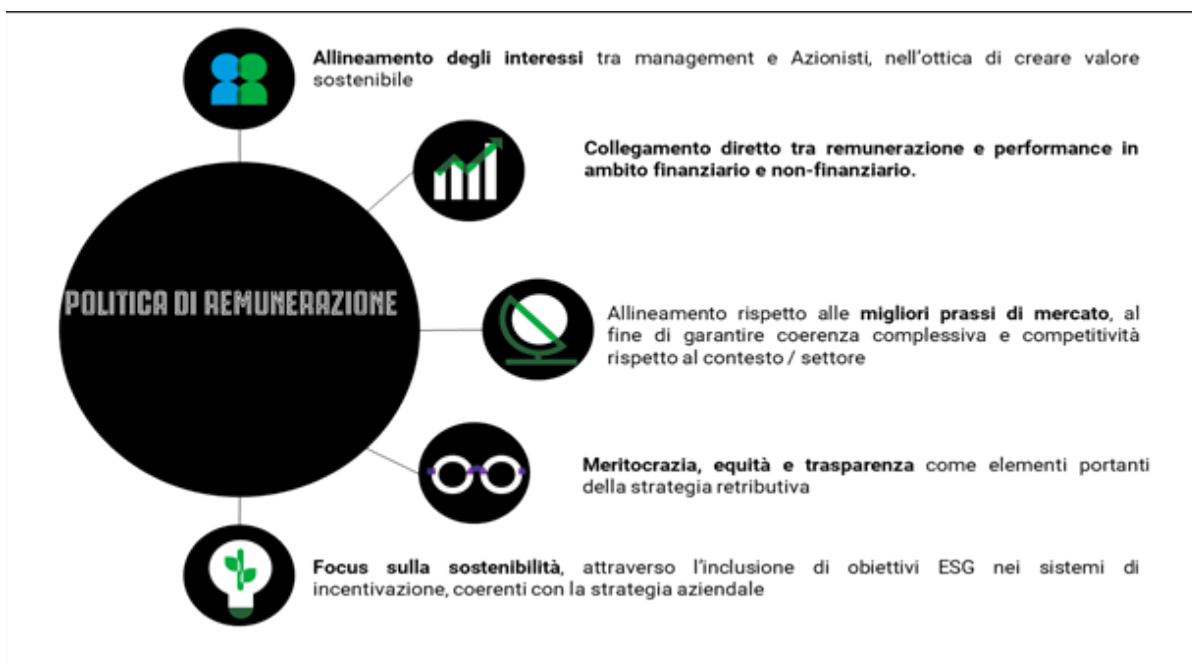 Allineamento degli interessi tra management e Azionisti, nell'ottica di creare valore
sostenibile
Collegamento diretto tra remunerazione e performance in
ambito finanziario e non-finanziario.
POLITICA DI REMUNERAZIONE
Allineamento rispetto alle migliori prassi di mercato, al
fine di garantire coerenza complessiva e competitività
rispetto al contesto / settore
Meritocrazia, equità e trasparenza come elementi portanti
della strategia retributiva
Focus sulla sostenibilità, attraverso l'inclusione di obiettivi ESG nei sistemi di
incentivazione, coerenti con la strategia aziendale